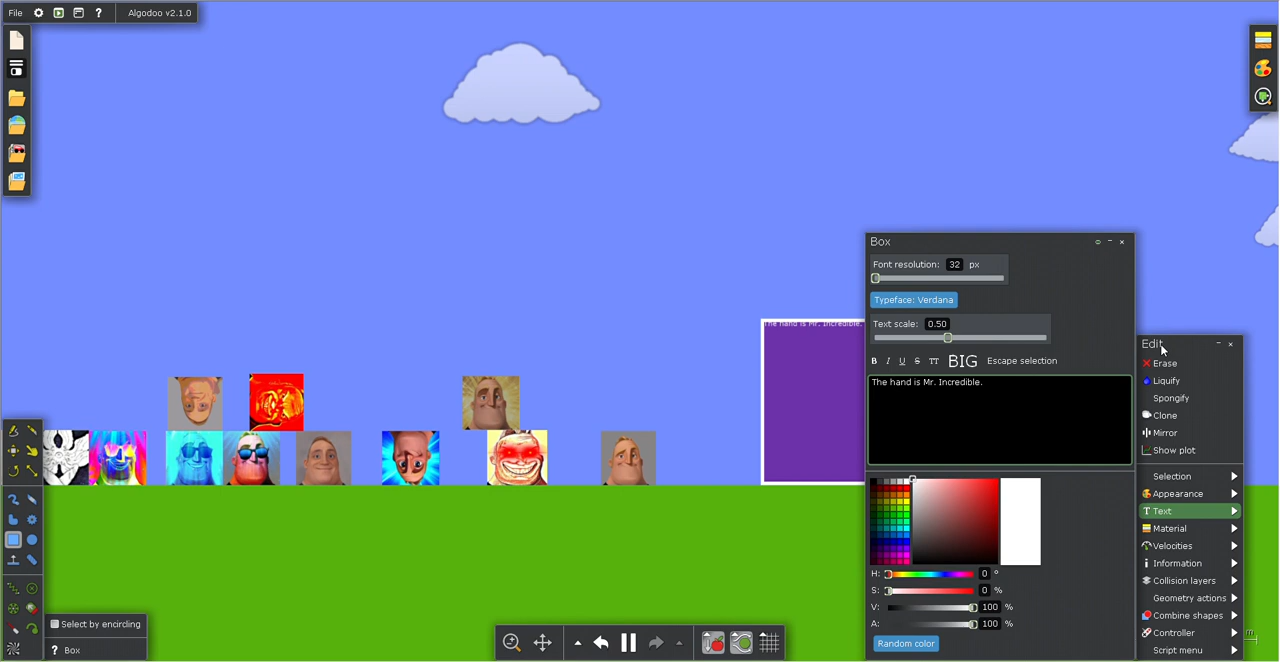 File ? Algodoo v2.1.0
Box
Font resolution: 32 px
Typeface: Verdana
Text scale: 0.50
B I U S TT BIG Escape selection
The hand is Mr. Incredible.
The hand is Mr. Incredible.
H: 0 °
S: 0 %
V: 100 %
A: 100 %
Random color
Edit
Erase
Liquify
Spongify
Clone
Mirror
Show plot
Selection
Appearance
T Text
Material
Velocities
Information
Collision layers
Geometry actions
Combine shapes
Controller
Script menu
m
Select by encircling
? Box